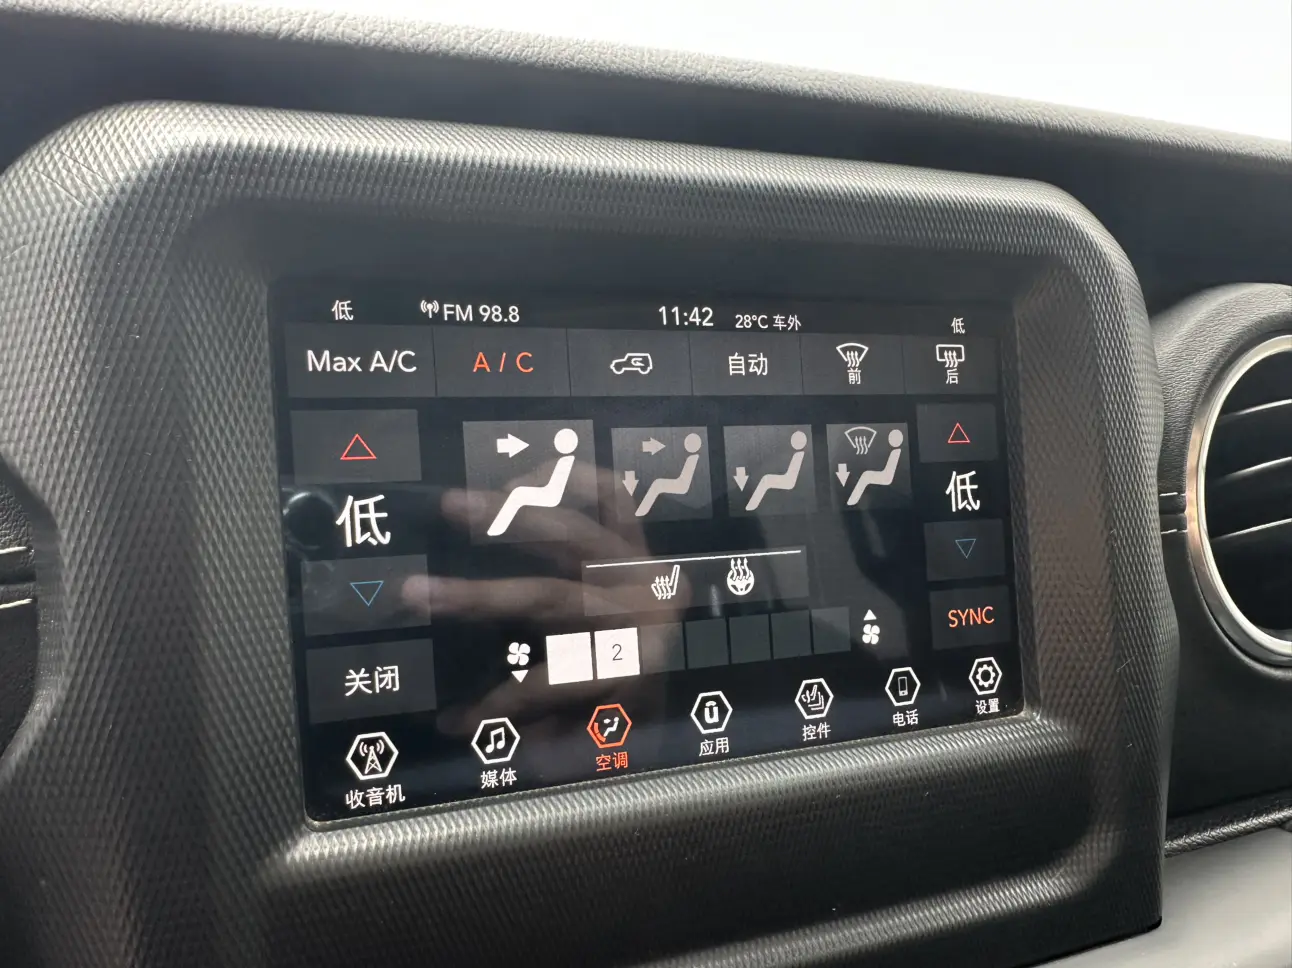 低 FM 98.8 11:42 28°C 车外 低
Max A/C A/C 自动 前 后
低 低
SYNC
2
关闭
收音机 媒体 空调 应用 控件 电话 设置